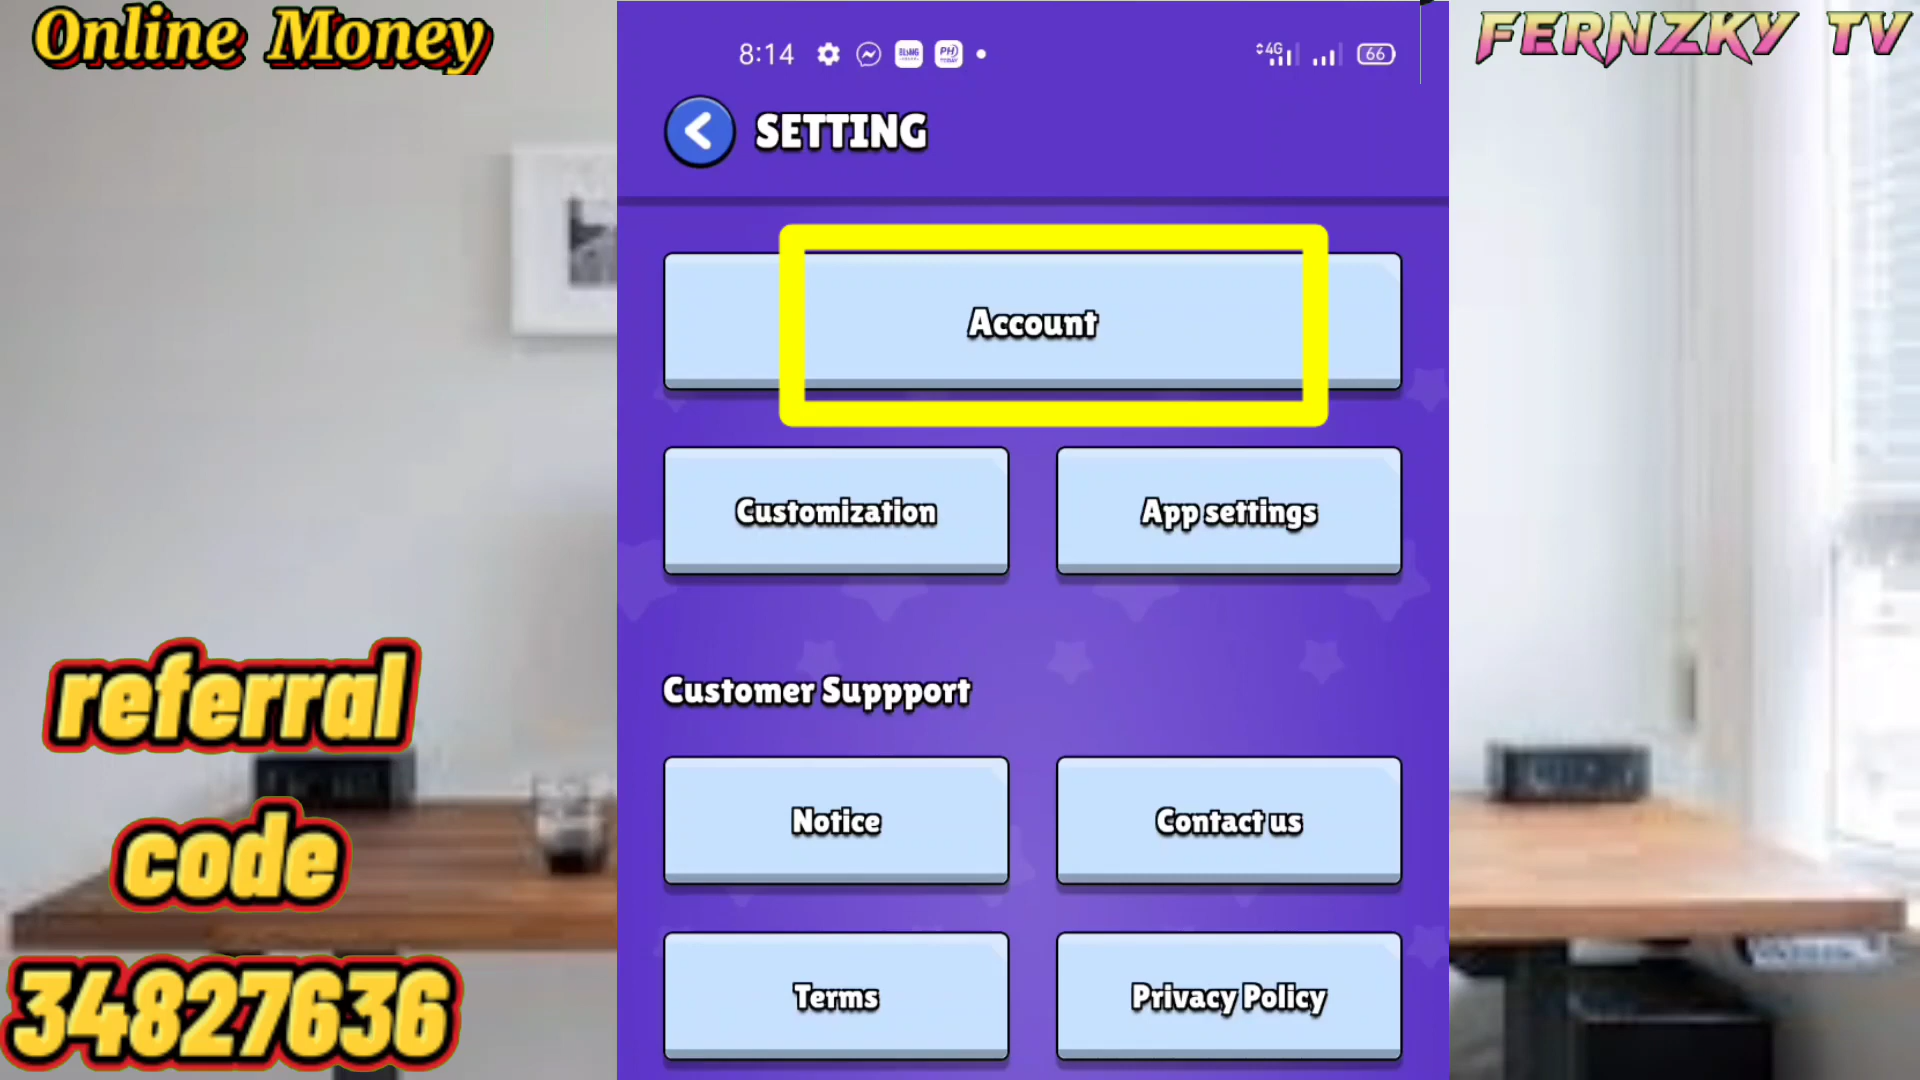 Online Money
FERNZKY TV
8:14
4G
66
SETTING
Account
Customization
App settings
Customer Suppport
Notice
Contact us
Terms
Privacy Policy
referral
code
34827636